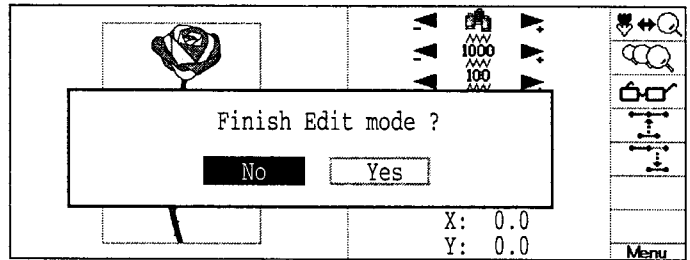 1000
100
Finish Edit mode ?
No Yes
X: 0.0
Y: 0.0
Menu